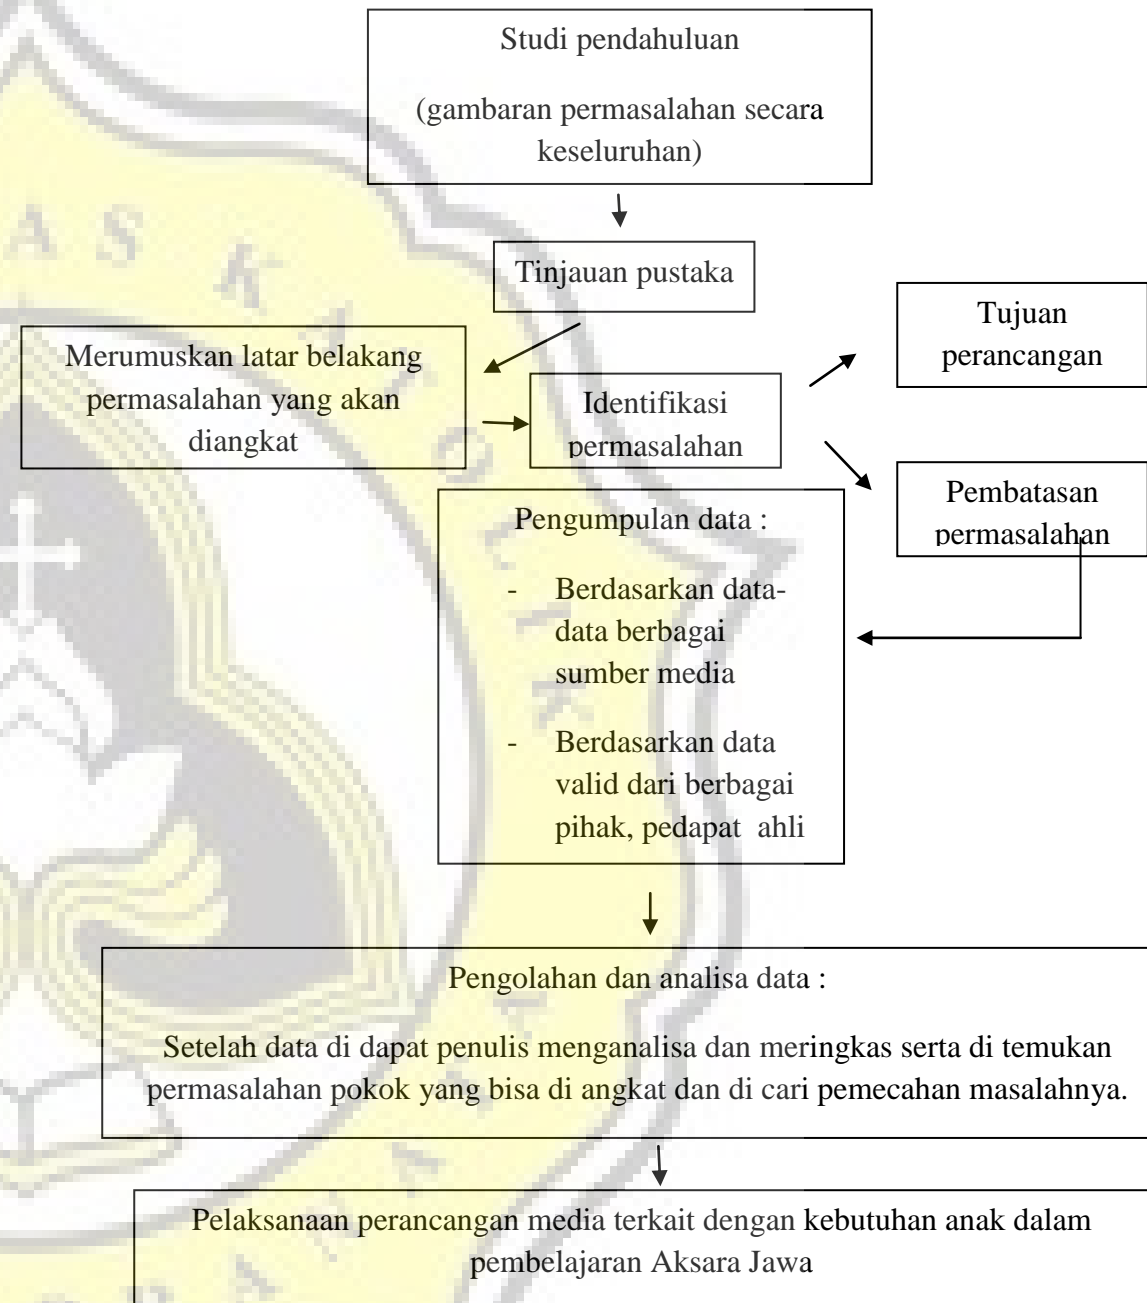 Studi pendahuluan
(gambaran permasalahan secara
keseluruhan)
Tinjauan pustaka
Merumuskan latar belakang
permasalahan yang akan
diangkat
Identifikasi
permasalahan
Tujuan
perancangan
Pembatasan
permasalahan
Pengumpulan data :
- Berdasarkan data-
data berbagai
sumber media
- Berdasarkan data
valid dari berbagai
pihak, pedapat ahli
Pengolahan dan analisa data :
Setelah data di dapat penulis menganalisa dan meringkas serta di temukan
permasalahan pokok yang bisa di angkat dan di cari pemecahan masalahnya.
Pelaksanaan perancangan media terkait dengan kebutuhan anak dalam
pembelajaran Aksara Jawa